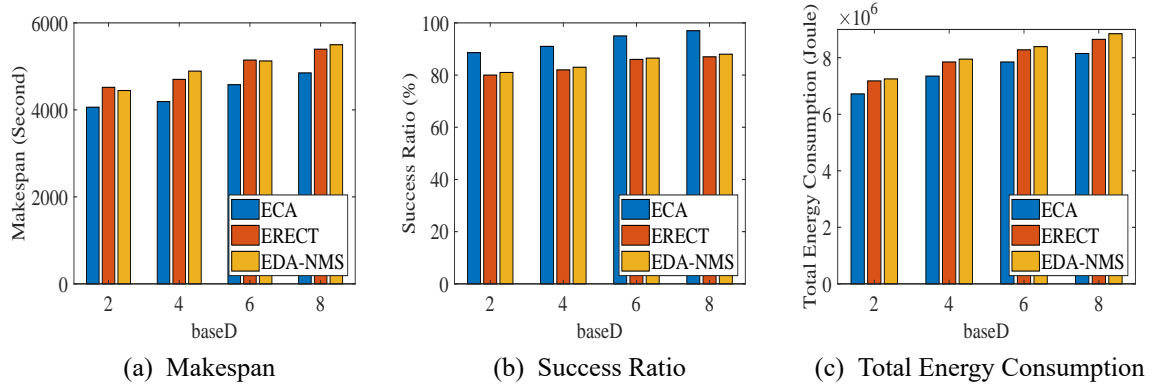 6000
4000
2000
0
Makespan (Second)
ECA
ERECT
EDA-NMS
2 4 6 8
baseD
(a) Makespan
100
80
60
40
20
0
Success Ratio (%)
ECA
ERECT
EDA-NMS
2 4 6 8
baseD
(b) Success Ratio
×10⁶
8
6
4
2
0
Total Energy Consumption (Joule)
ECA
ERECT
EDA-NMS
2 4 6 8
baseD
(c) Total Energy Consumption